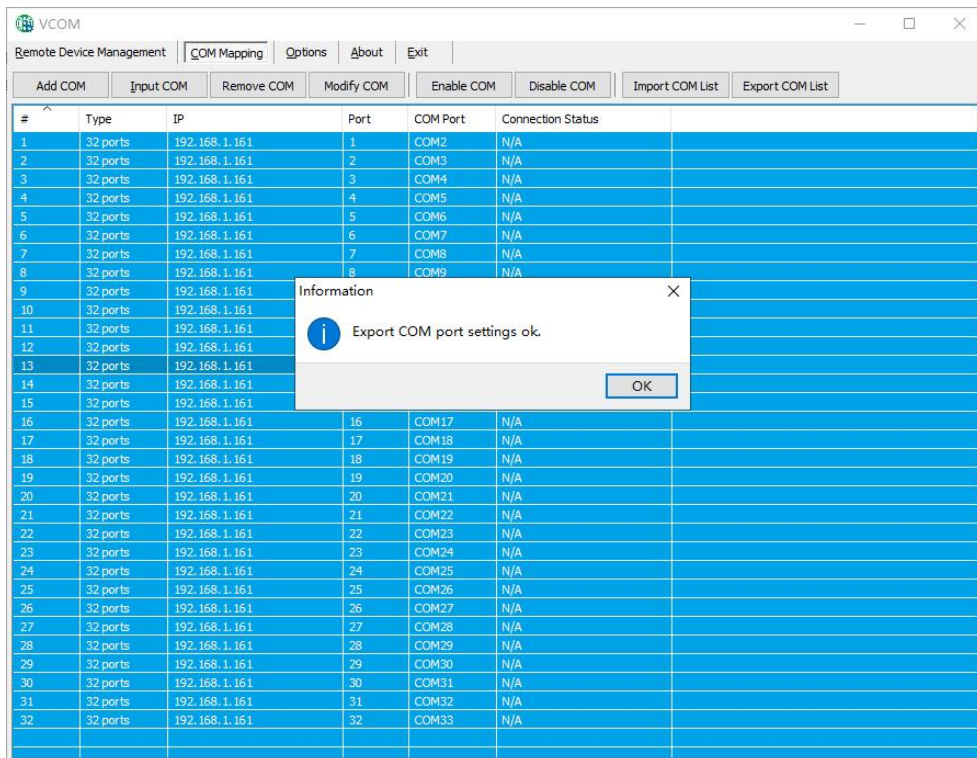 VCOM
Remote Device Management COM Mapping Options About Exit
Add COM Input COM Remove COM Modify COM Enable COM Disable COM Import COM List Export COM List
# Type IP Port COM Port Connection Status
1 32 ports 192.168.1.161 1 COM2 N/A
2 32 ports 192.168.1.161 2 COM3 N/A
3 32 ports 192.168.1.161 3 COM4 N/A
4 32 ports 192.168.1.161 4 COM5 N/A
5 32 ports 192.168.1.161 5 COM6 N/A
6 32 ports 192.168.1.161 6 COM7 N/A
7 32 ports 192.168.1.161 7 COM8 N/A
8 32 ports 192.168.1.161 8 COM9 N/A
9 32 ports 192.168.1.161
10 32 ports 192.168.1.161
11 32 ports 192.168.1.161
12 32 ports 192.168.1.161
13 32 ports 192.168.1.161
14 32 ports 192.168.1.161
15 32 ports 192.168.1.161
Information
Export COM port settings ok.
OK
16 32 ports 192.168.1.161 16 COM17 N/A
17 32 ports 192.168.1.161 17 COM18 N/A
18 32 ports 192.168.1.161 18 COM19 N/A
19 32 ports 192.168.1.161 19 COM20 N/A
20 32 ports 192.168.1.161 20 COM21 N/A
21 32 ports 192.168.1.161 21 COM22 N/A
22 32 ports 192.168.1.161 22 COM23 N/A
23 32 ports 192.168.1.161 23 COM24 N/A
24 32 ports 192.168.1.161 24 COM25 N/A
25 32 ports 192.168.1.161 25 COM26 N/A
26 32 ports 192.168.1.161 26 COM27 N/A
27 32 ports 192.168.1.161 27 COM28 N/A
28 32 ports 192.168.1.161 28 COM29 N/A
29 32 ports 192.168.1.161 29 COM30 N/A
30 32 ports 192.168.1.161 30 COM31 N/A
31 32 ports 192.168.1.161 31 COM32 N/A
32 32 ports 192.168.1.161 32 COM33 N/A